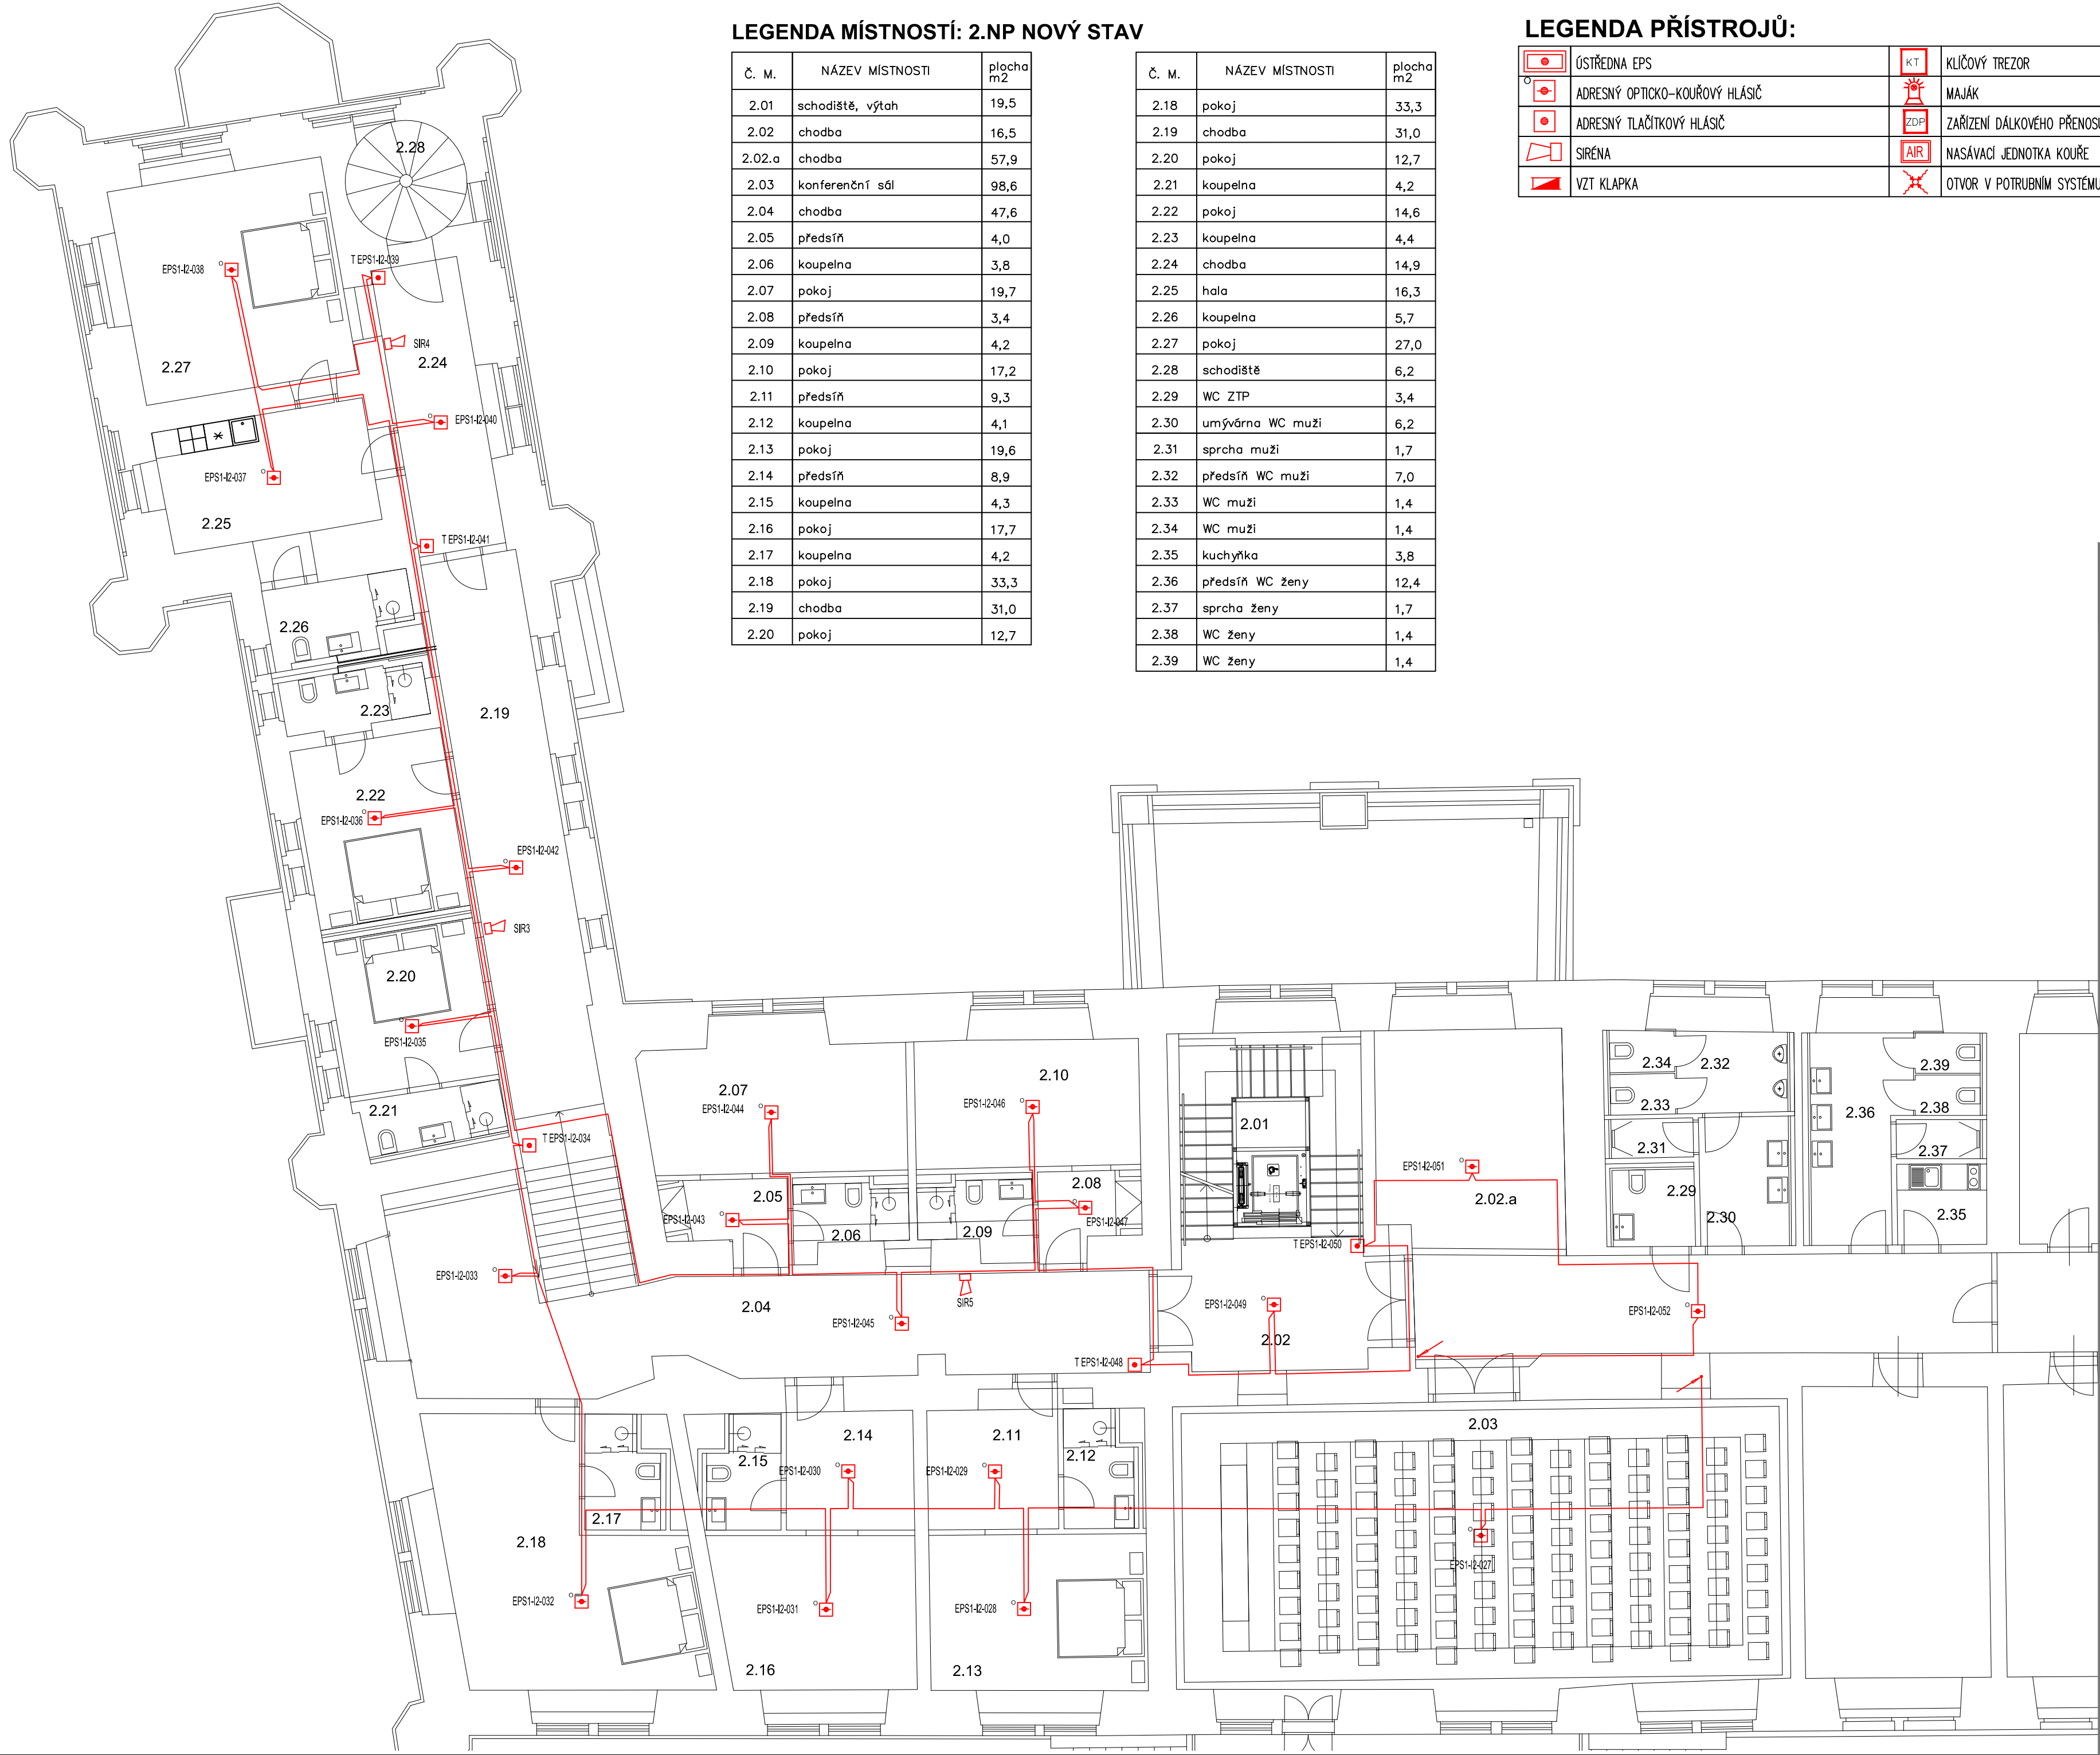 LEGENDA MÍSTNOSTÍ: 2.NP NOVÝ STAV
Č. M. NÁZEV MÍSTNOSTI plocha m2
2.01 schodiště, výtah 19,5
2.02 chodba 16,5
2.02.a chodba 57,9
2.03 konferenční sál 98,6
2.04 chodba 47,6
2.05 předsíň 4,0
2.06 koupelna 3,8
2.07 pokoj 19,7
2.08 předsíň 3,4
2.09 koupelna 4,2
2.10 pokoj 17,2
2.11 předsíň 9,3
2.12 koupelna 4,1
2.13 pokoj 19,6
2.14 předsíň 8,9
2.15 koupelna 4,3
2.16 pokoj 17,7
2.17 koupelna 4,2
2.18 pokoj 33,3
2.19 chodba 31,0
2.20 pokoj 12,7
Č. M. NÁZEV MÍSTNOSTI plocha m2
2.18 pokoj 33,3
2.19 chodba 31,0
2.20 pokoj 12,7
2.21 koupelna 4,2
2.22 pokoj 14,6
2.23 koupelna 4,4
2.24 chodba 14,9
2.25 hala 16,3
2.26 koupelna 5,7
2.27 pokoj 27,0
2.28 schodiště 6,2
2.29 WC ZTP 3,4
2.30 umývárna WC muži 6,2
2.31 sprcha muži 1,7
2.32 předsíň WC muži 7,0
2.33 WC muži 1,4
2.34 WC muži 1,4
2.35 kuchyňka 3,8
2.36 předsíň WC ženy 12,4
2.37 sprcha ženy 1,7
2.38 WC ženy 1,4
2.39 WC ženy 1,4
LEGENDA PŘÍSTROJŮ:
ÚSTŘEDNA EPS
KT KLÍČOVÝ TREZOR
ADRESNÝ OPTICKO-KOUŘOVÝ HLÁSIČ
MAJÁK
ADRESNÝ TLAČÍTKOVÝ HLÁSIČ
ZDP ZAŘÍZENÍ DÁLKOVÉHO PŘENOSU
SIRÉNA
AIR NASÁVACÍ JEDNOTKA KOUŘE
VZT KLAPKA
OTVOR V POTRUBNÍM SYSTÉMU
2.28
T EPS1-I2-039
EPS1-I2-038
SIR4
2.24
2.27
EPS1-I2-040
EPS1-I2-037
2.25
T EPS1-I2-041
2.26
2.23
2.19
2.22
EPS1-I2-036
EPS1-I2-042
SIR3
2.20
EPS1-I2-035
2.21
T EPS1-I2-034
EPS1-I2-033
2.07
EPS1-I2-044
2.10
EPS1-I2-046
2.05
EPS1-I2-043
2.06
2.09
2.08
EPS1-I2-047
2.04
SIR5
EPS1-I2-045
T EPS1-I2-048
2.01
T EPS1-I2-050
EPS1-I2-049
2.02
EPS1-I2-051
2.02.a
EPS1-I2-052
2.34
2.32
2.33
2.31
2.29
2.30
2.36
2.39
2.38
2.37
2.35
2.03
EPS1-I2-027
2.14
EPS1-I2-030
2.15
2.11
EPS1-I2-029
2.12
2.17
2.18
EPS1-I2-032
EPS1-I2-031
2.16
EPS1-I2-028
2.13